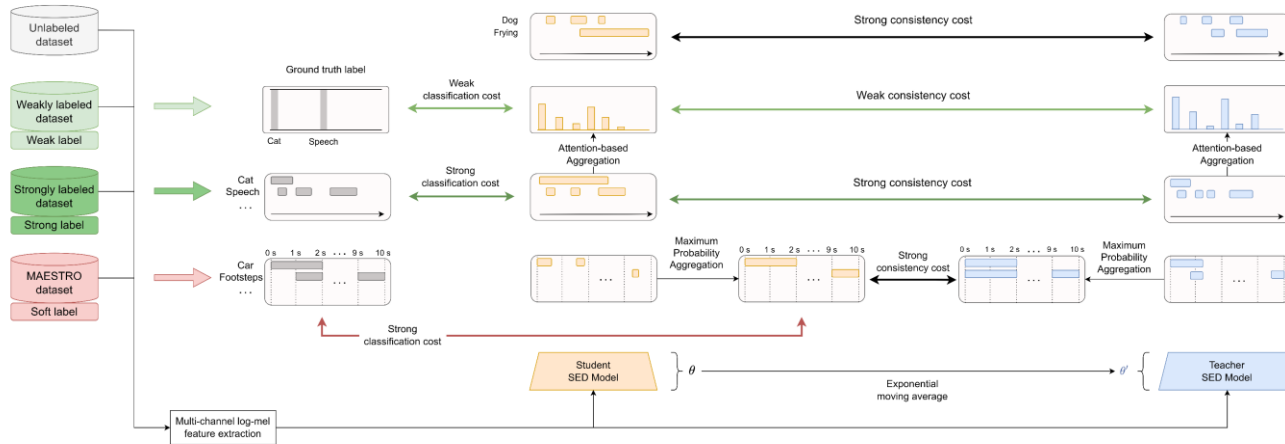 Unlabeled
dataset
Weakly labeled
dataset
Weak label
Strongly labeled
dataset
Strong label
MAESTRO
dataset
Soft label
Ground truth label
Cat Speech
Weak
classification cost
Dog
Frying
Strong consistency cost
Weak consistency cost
Attention-based
Aggregation
Attention-based
Aggregation
Cat
Speech
...
Strong
classification cost
Strong consistency cost
Car
Footsteps
...
0 s 1 s 2 s ... 9 s 10 s
...
...
Maximum
Probability
Aggregation
0 s 1 s 2 s ... 9 s 10 s
...
Strong
consistency cost
0 s 1 s 2 s ... 9 s 10 s
...
Maximum
Probability
Aggregation
...
Strong
classification cost
Student
SED Model
θ
Exponential
moving average
θ'
Teacher
SED Model
Multi-channel log-mel
feature extraction